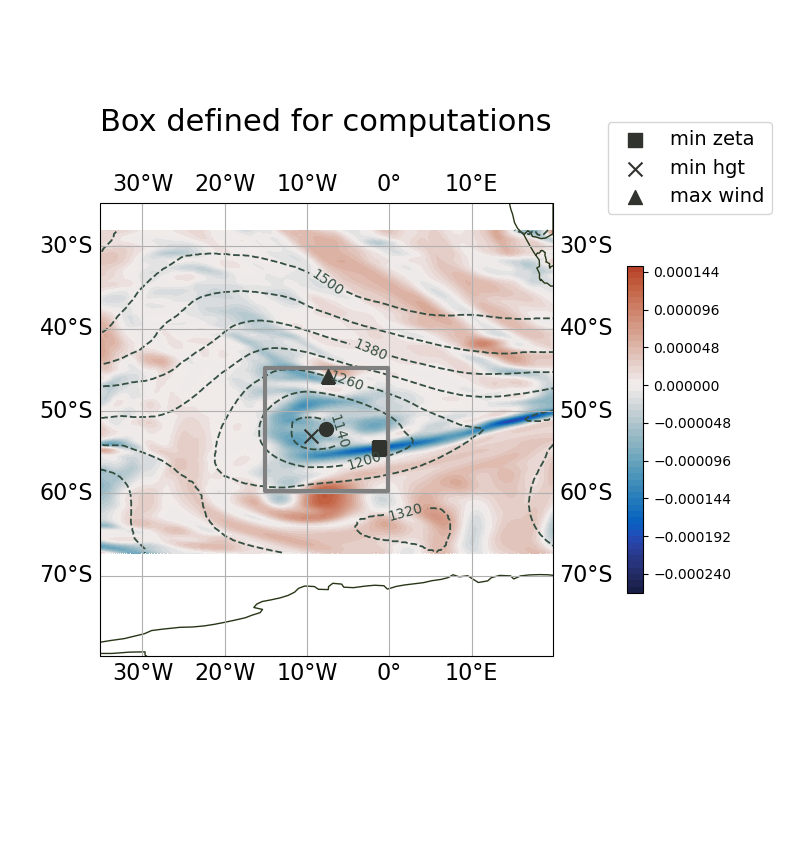 Box defined for computations
min zeta
min hgt
max wind
30°W 20°W 10°W 0° 10°E
30°S 30°S
40°S 40°S
50°S 50°S
60°S 60°S
70°S 70°S
1500
1380
1260
1140
1200
1320
30°W 20°W 10°W 0° 10°E
0.000144
0.000096
0.000048
0.000000
−0.000048
−0.000096
−0.000144
−0.000192
−0.000240